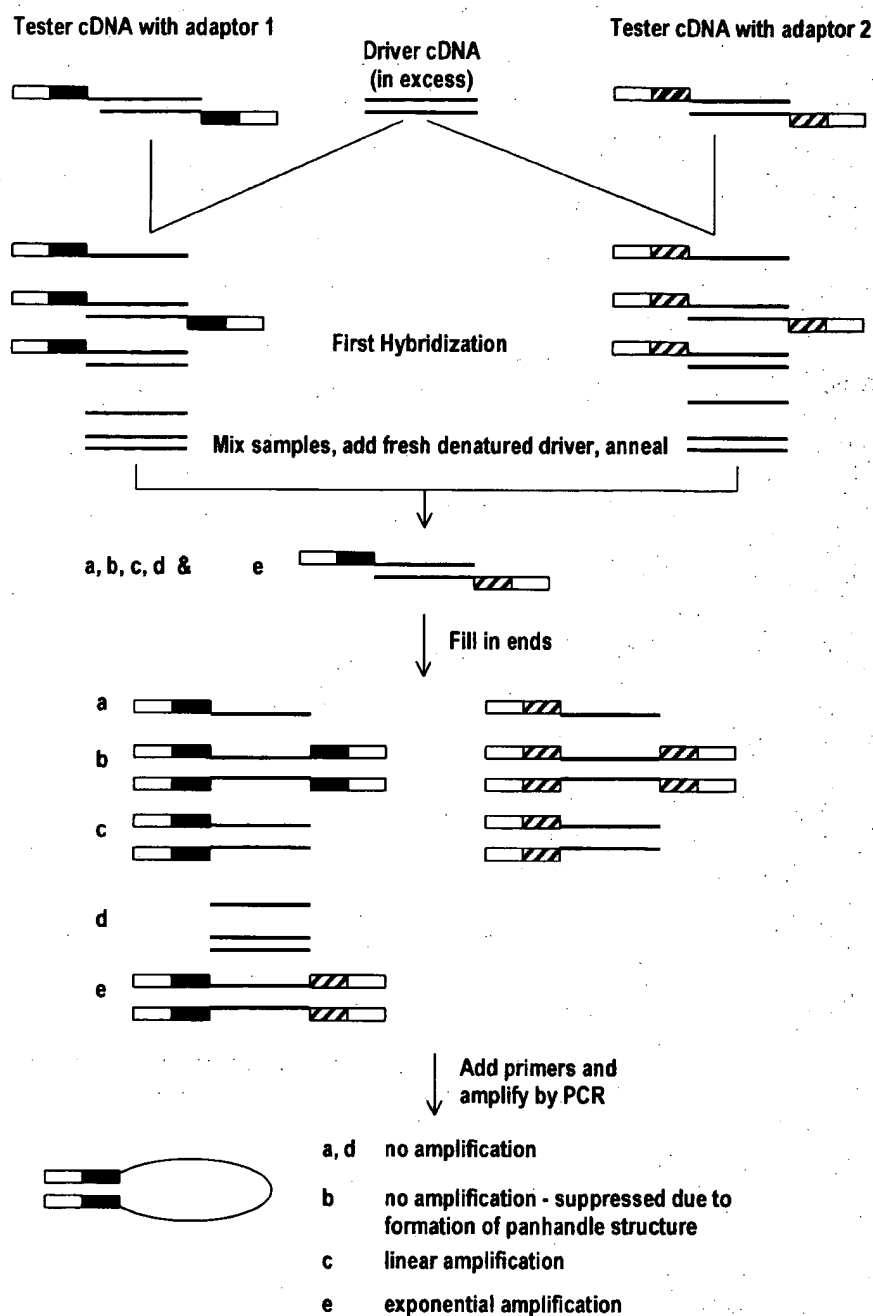 Tester cDNA with adaptor 1
Driver cDNA
(in excess)
Tester cDNA with adaptor 2
First Hybridization
Mix samples, add fresh denatured driver, anneal
a, b, c, d & e
Fill in ends
a
b
c
d
e
Add primers and
amplify by PCR
a, d no amplification
b no amplification - suppressed due to
formation of panhandle structure
c linear amplification
e exponential amplification